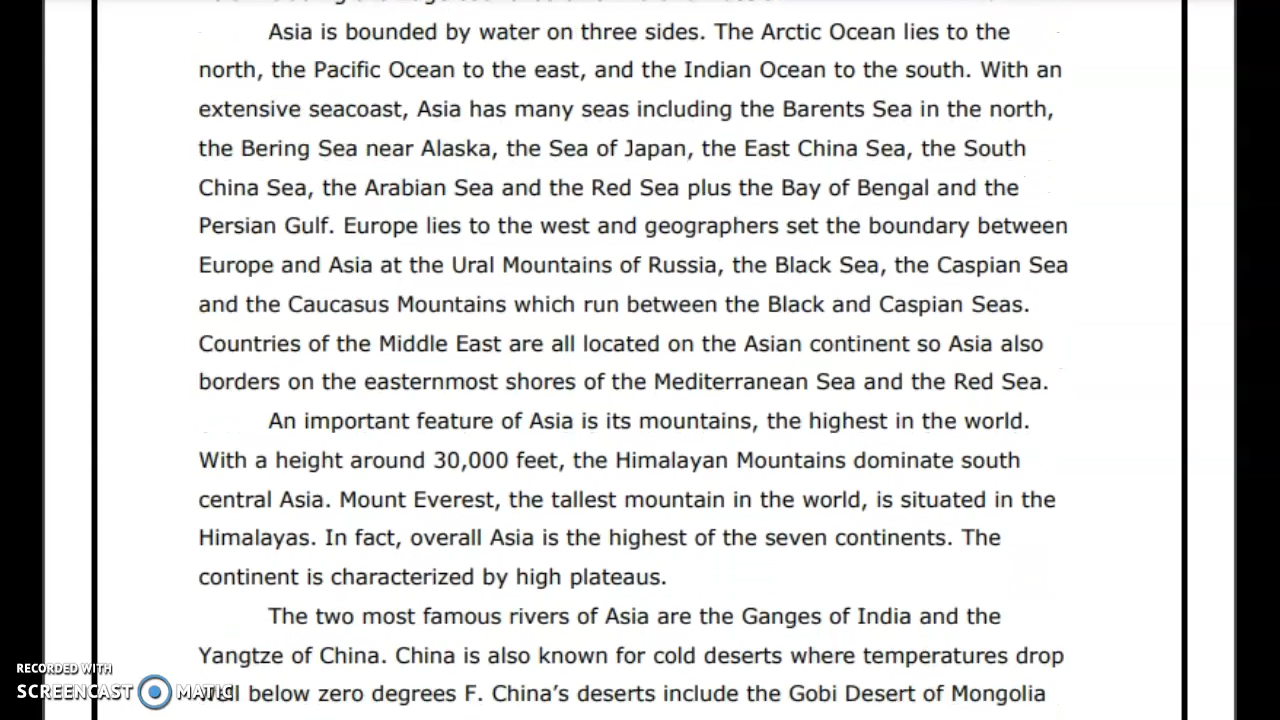 Asia is bounded by water on three sides. The Arctic Ocean lies to the
north, the Pacific Ocean to the east, and the Indian Ocean to the south. With an
extensive seacoast, Asia has many seas including the Barents Sea in the north,
the Bering Sea near Alaska, the Sea of Japan, the East China Sea, the South
China Sea, the Arabian Sea and the Red Sea plus the Bay of Bengal and the
Persian Gulf. Europe lies to the west and geographers set the boundary between
Europe and Asia at the Ural Mountains of Russia, the Black Sea, the Caspian Sea
and the Caucasus Mountains which run between the Black and Caspian Seas.
Countries of the Middle East are all located on the Asian continent so Asia also
borders on the easternmost shores of the Mediterranean Sea and the Red Sea.
An important feature of Asia is its mountains, the highest in the world.
With a height around 30,000 feet, the Himalayan Mountains dominate south
central Asia. Mount Everest, the tallest mountain in the world, is situated in the
Himalayas. In fact, overall Asia is the highest of the seven continents. The
continent is characterized by high plateaus.
The two most famous rivers of Asia are the Ganges of India and the
Yangtze of China. China is also known for cold deserts where temperatures drop
well below zero degrees F. China's deserts include the Gobi Desert of Mongolia
RECORDED WITH
SCREENCAST MATIC